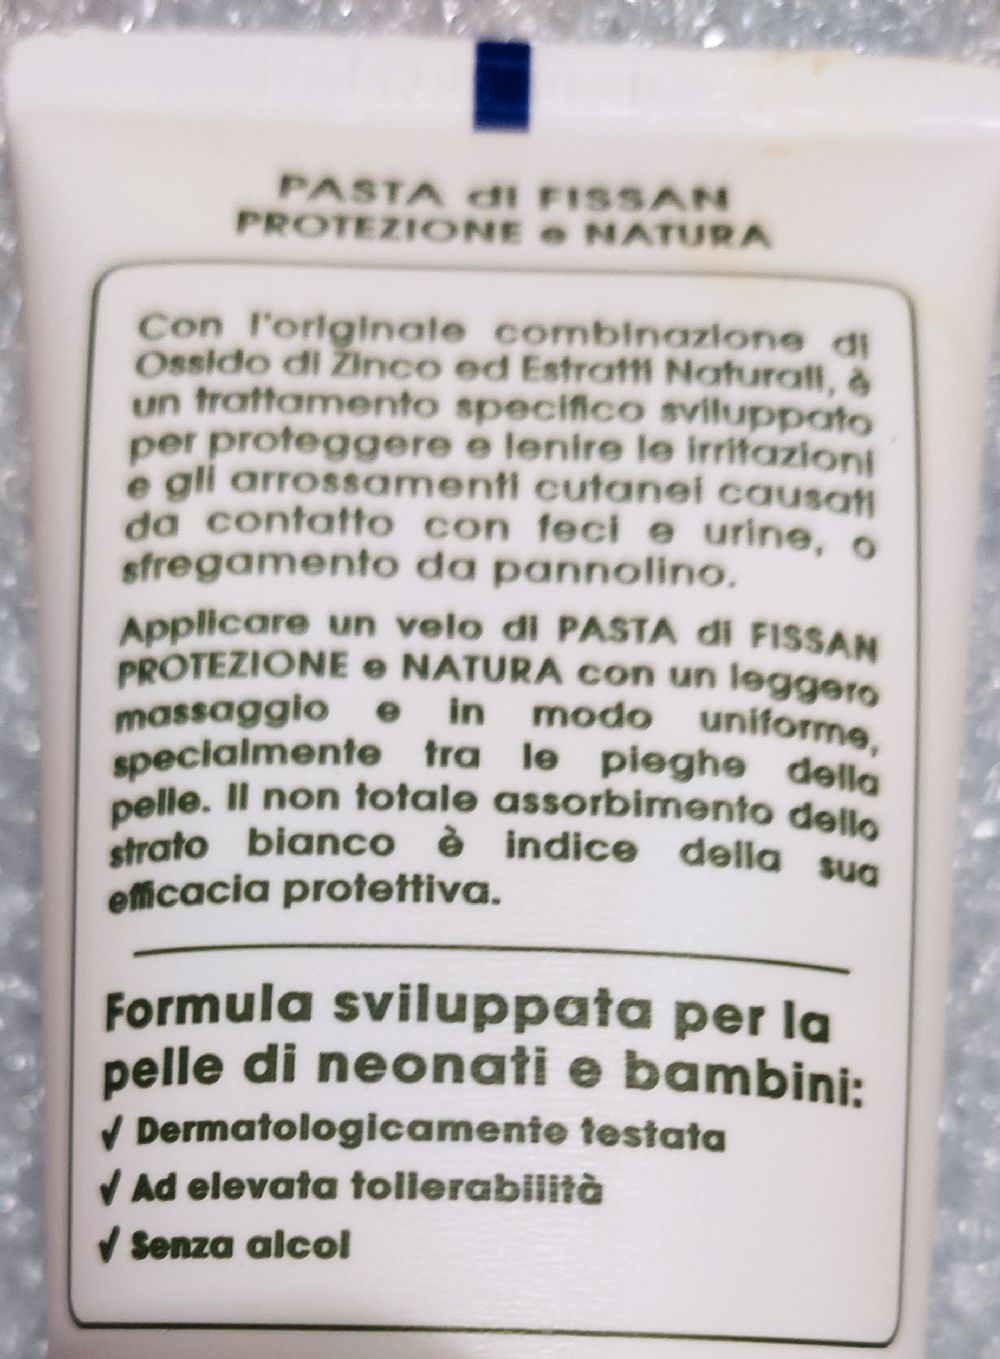 PASTA di FISSAN
PROTEZIONE e NATURA
Con l'originale combinazione di
Ossido di Zinco ed Estratti Naturali, è
un trattamento specifico sviluppato
per proteggere e lenire le irritazioni
e gli arrossamenti cutanei causati
da contatto con feci e urine, o
sfregamento da pannolino.
Applicare un velo di PASTA di FISSAN
PROTEZIONE e NATURA con un leggero
massaggio e in modo uniforme,
specialmente tra le pieghe della
pelle. Il non totale assorbimento dello
strato bianco è indice della sua
efficacia protettiva.
Formula sviluppata per la
pelle di neonati e bambini:
√ Dermatologicamente testata
√ Ad elevata tollerabilità
√ Senza alcol